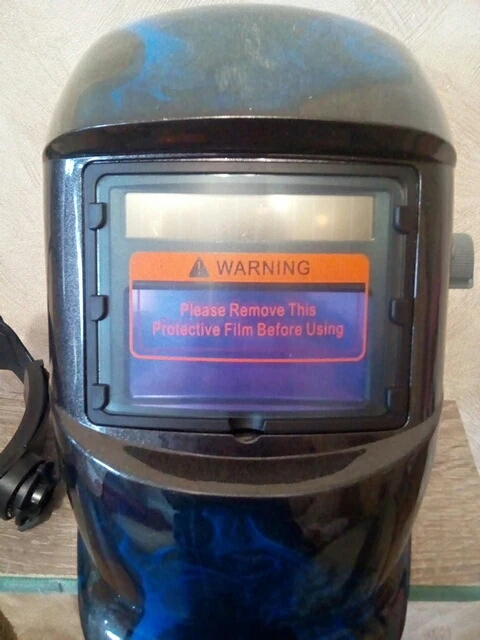 WARNING
Please Remove This
Protective Film Before Using